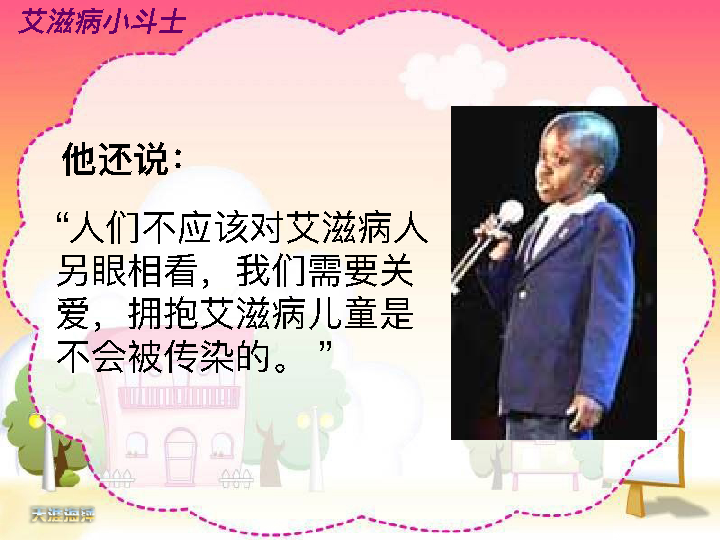 艾滋病小斗士
他还说：
“人们不应该对艾滋病人
另眼相看，我们需要关
爱，拥抱艾滋病儿童是
不会被传染的。 ”